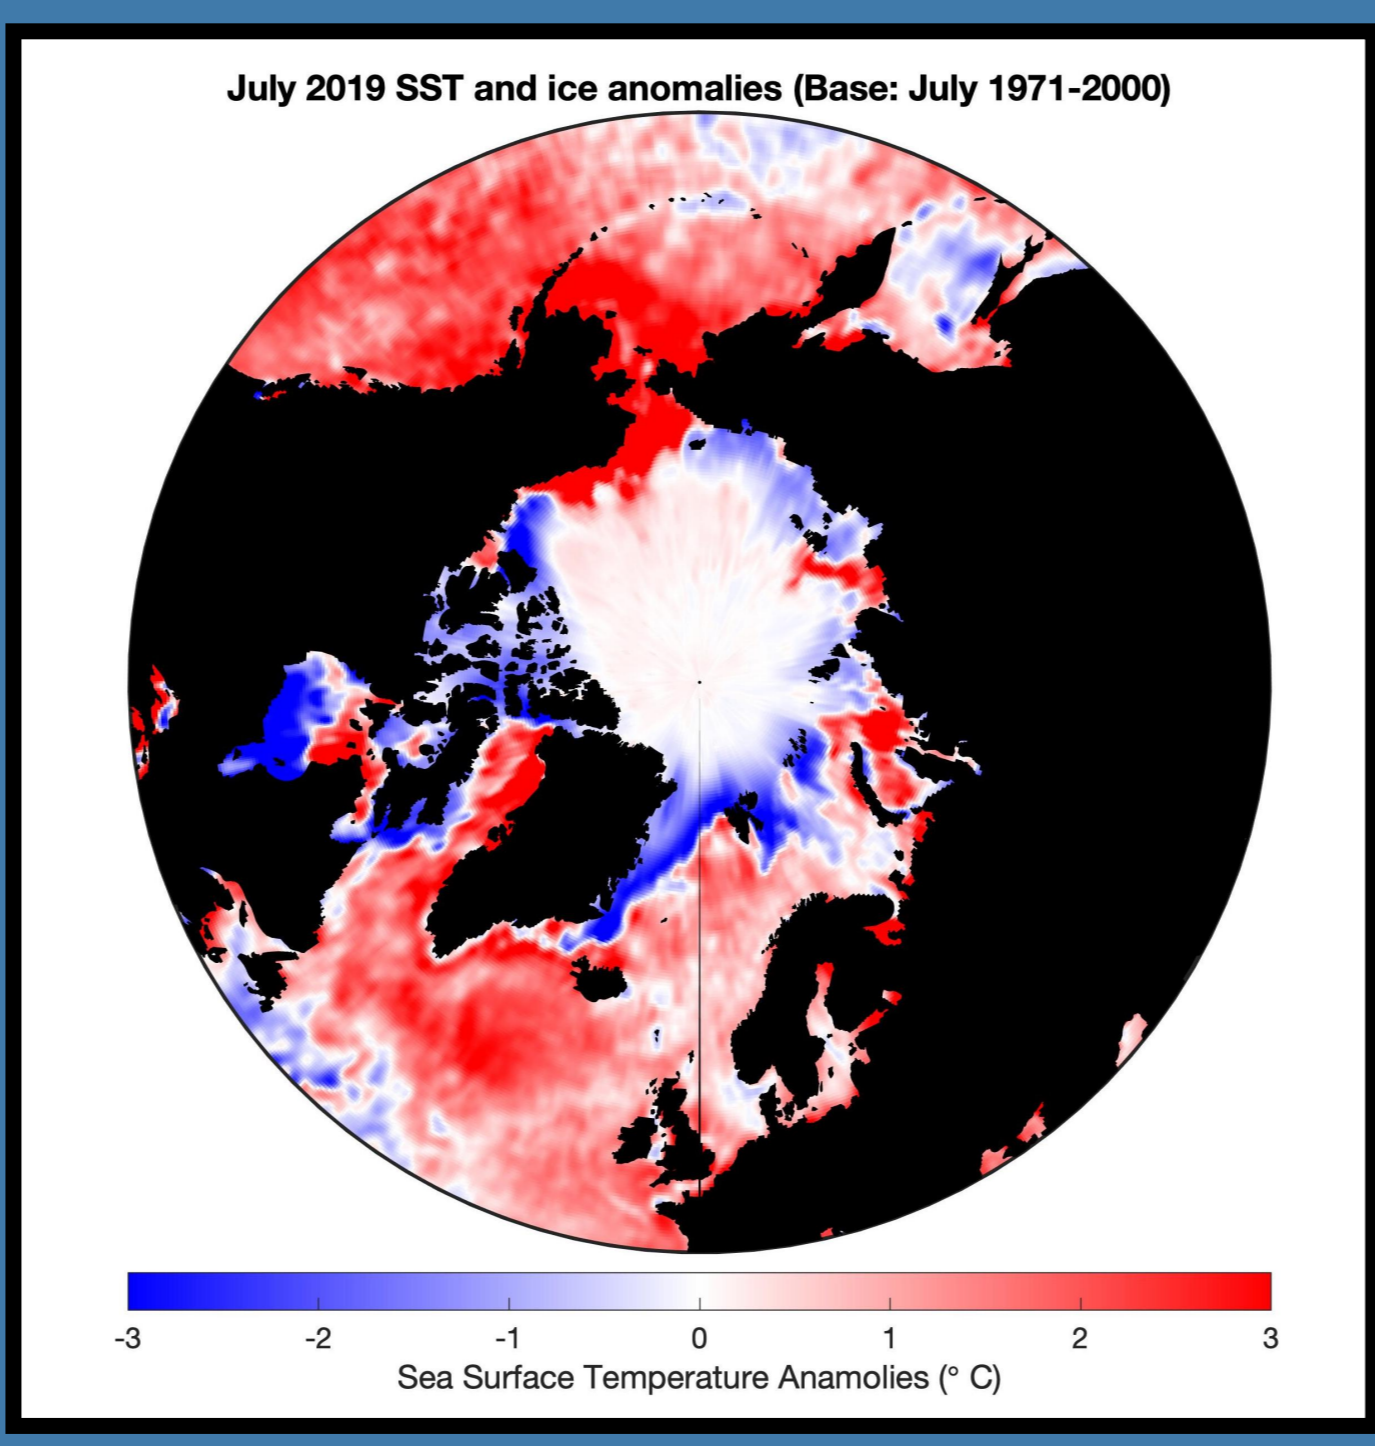 July 2019 SST and ice anomalies (Base: July 1971-2000)
-3 -2 -1 0 1 2 3
Sea Surface Temperature Anamolies (° C)